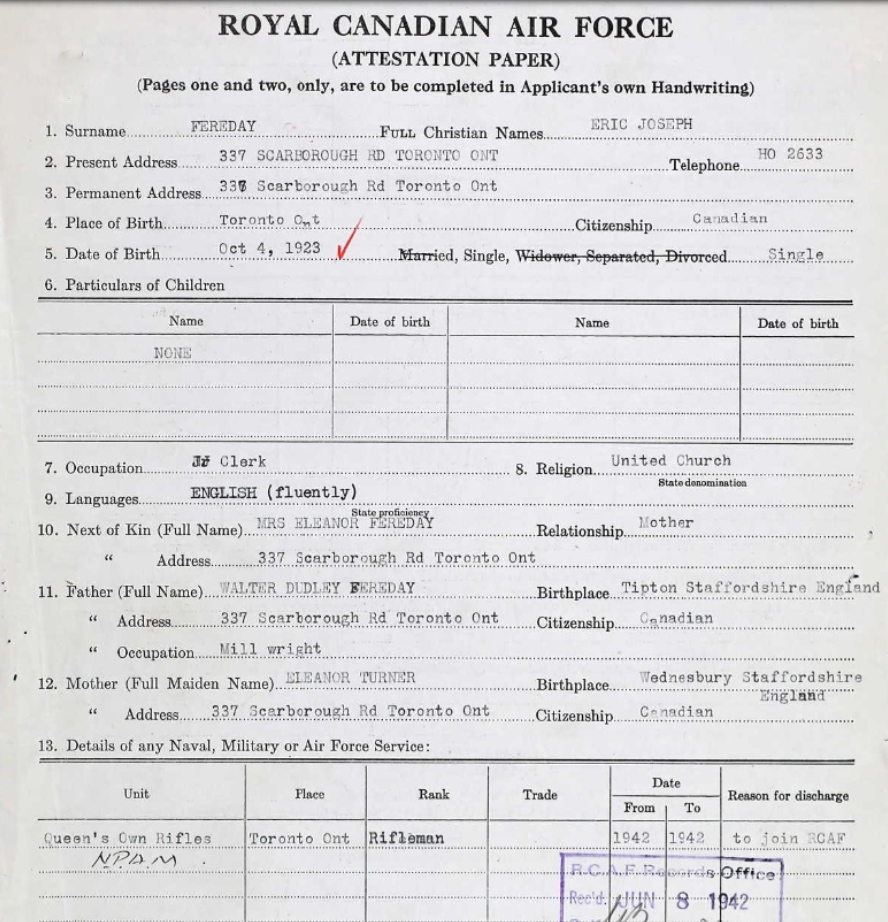 ROYAL CANADIAN AIR FORCE
(ATTESTATION PAPER)
(Pages one and two, only, are to be completed in Applicant's own Handwriting)
1. Surname FEREDAY FULL Christian Names ERIC JOSEPH
2. Present Address 337 SCARBOROUGH RD TORONTO ONT Telephone HO 2633
3. Permanent Address 337 Scarborough Rd Toronto Ont
4. Place of Birth Toronto Ont Citizenship Canadian
5. Date of Birth Oct 4, 1923 Married, Single, Widower, Separated, Divorced Single
6. Particulars of Children
Name Date of birth Name Date of birth
NONE
7. Occupation Jr Clerk 8. Religion United Church
State denomination
9. Languages ENGLISH (fluently)
State proficiency
10. Next of Kin (Full Name) MRS ELEANOR FEREDAY Relationship Mother
" Address 337 Scarborough Rd Toronto Ont
11. Father (Full Name) WALTER DUDLEY FEREDAY Birthplace Tipton Staffordshire England
" Address 337 Scarborough Rd Toronto Ont Citizenship Canadian
" Occupation Mill wright
12. Mother (Full Maiden Name) ELEANOR TURNER Birthplace Wednesbury Staffordshire
England
" Address 337 Scarborough Rd Toronto Ont Citizenship Canadian
13. Details of any Naval, Military or Air Force Service:
Unit Place Rank Trade Date Reason for discharge
From To
Queen's Own Rifles Toronto Ont Rifleman 1942 1942 to join RCAF
NPAM
R.C.A.F. Records Office
Rec'd. JUN 8 1942